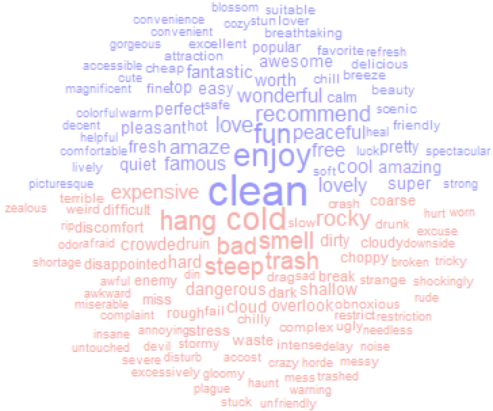 blossom suitable
convenience cozy stun lover
convenient breathtaking
gorgeous excellent popular favorite refresh
attraction awesome delicious
accessible cheap fantastic
cute worth chill breeze
magnificent fine top easy wonderful calm beauty
colorful warm perfect safe recommend scenic
decent pleasant hot love fun peaceful heal friendly
helpful
comfortable fresh amaze enjoy free luck pretty spectacular
lively quiet famous soft cool amazing
picturesque clean lovely super strong
terrible expensive crash coarse
zealous weird difficult hang cold slow rocky drunk hurt worn
rip discomfort excuse
odor afraid crowded ruin bad smell dirty cloudy downside
shortage disappointed hard steep trash choppy broken tricky
din drag sad break strange shockingly
awful enemy dangerous dark shallow
awkward rude
miserable miss cloud overlook obnoxious
complaint rough fail chilly restrict restriction
insane annoying stress complex ugly needless
untouched devil stormy waste intense delay noise
severe disturb accost crazy horde messy
excessively gloomy mess trashed
plague haunt warning
stuck unfriendly